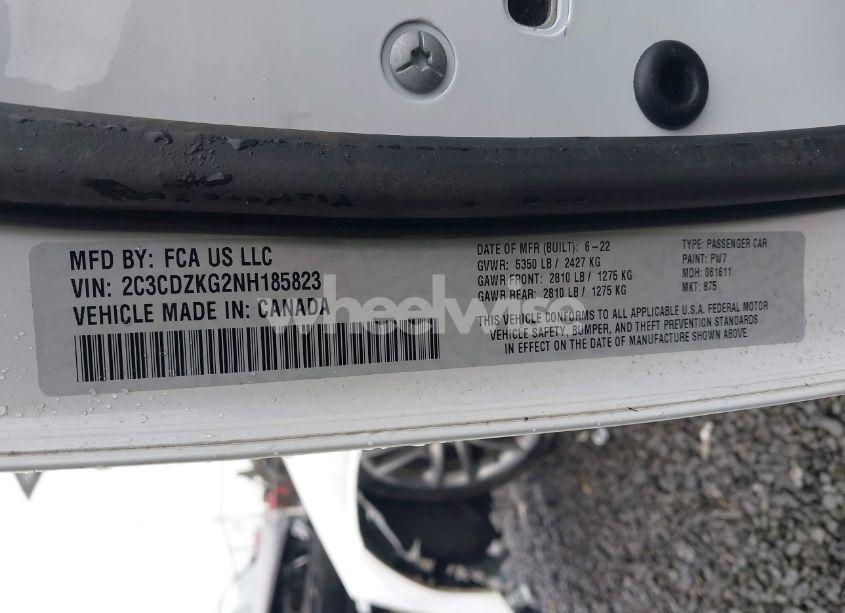 MFD BY: FCA US LLC
VIN: 2C3CDZKG2NH185823
VEHICLE MADE IN: CANADA
DATE OF MFR (BUILT): 6-22
GVWR: 5350 LB / 2427 KG
GAWR FRONT: 2810 LB / 1275 KG
GAWR REAR: 2810 LB / 1275 KG
TYPE: PASSENGER CAR
PAINT: PW7
MDH: 061611
MKT: 875
THIS VEHICLE CONFORMS TO ALL APPLICABLE U.S.A. FEDERAL MOTOR
VEHICLE SAFETY, BUMPER, AND THEFT PREVENTION STANDARDS
IN EFFECT ON THE DATE OF MANUFACTURE SHOWN ABOVE.